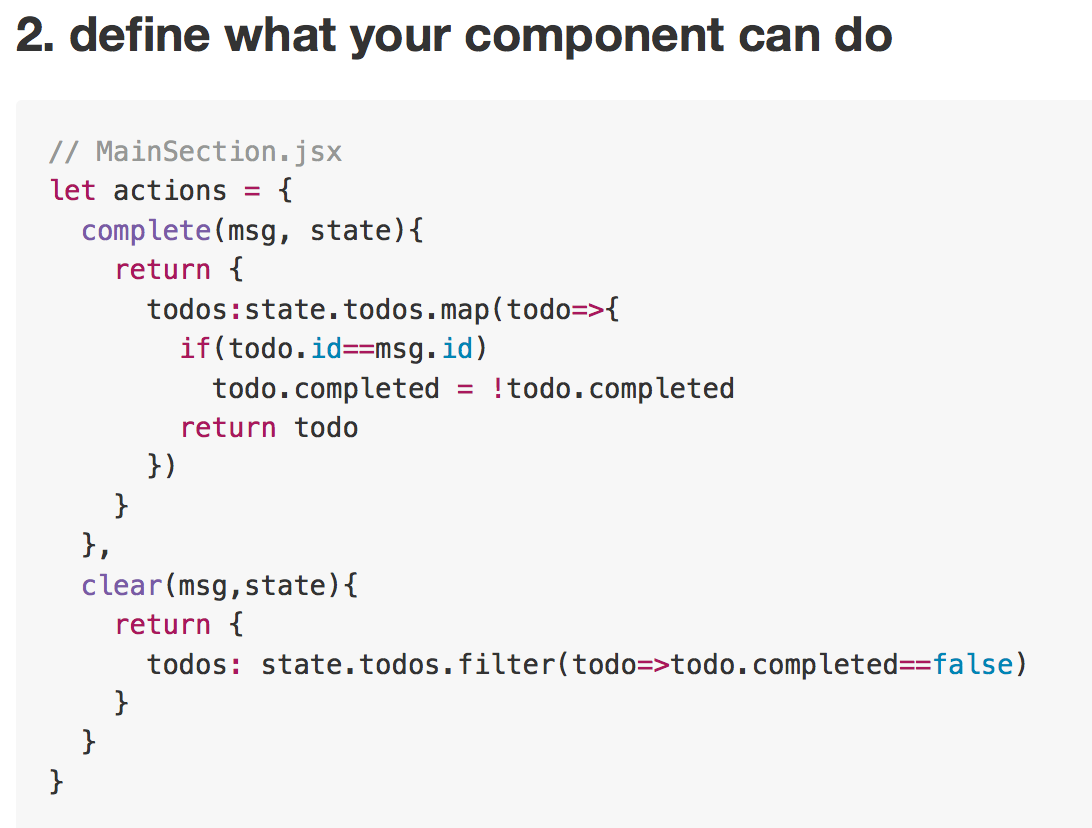 2. define what your component can do
// MainSection.jsx
let actions = {
  complete(msg, state){
    return {
      todos:state.todos.map(todo=>{
        if(todo.id==msg.id)
          todo.completed = !todo.completed
        return todo
      })
    }
  },
  clear(msg,state){
    return {
      todos: state.todos.filter(todo=>todo.completed==false)
    }
  }
}